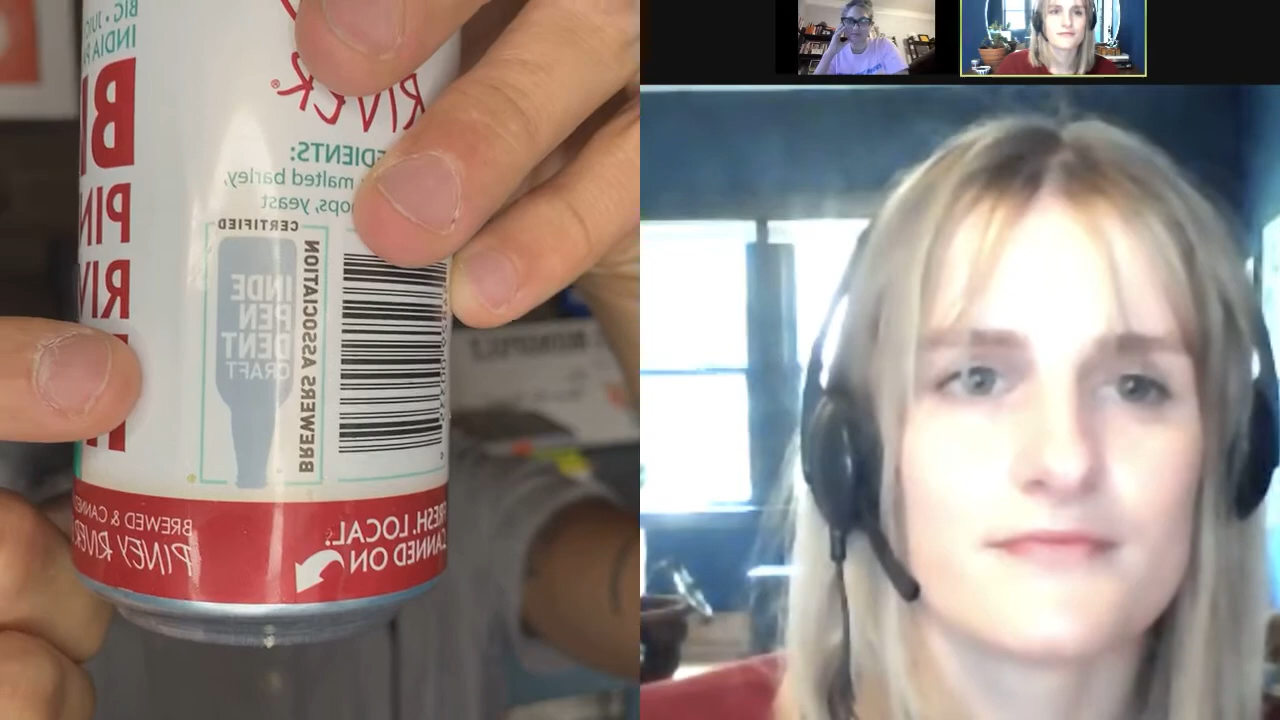 BIG • JUIC
INDIA P
RIVER®
EDIENTS:
malted barley,
ops, yeast
BI
PIN
RIV
CERTIFIED
INDE
PEN
DENT
CRAFT
BREWERS ASSOCIATION
BREWED & CANNE
PINEY RIVER
FRESH. LOCAL.
CANNED ON